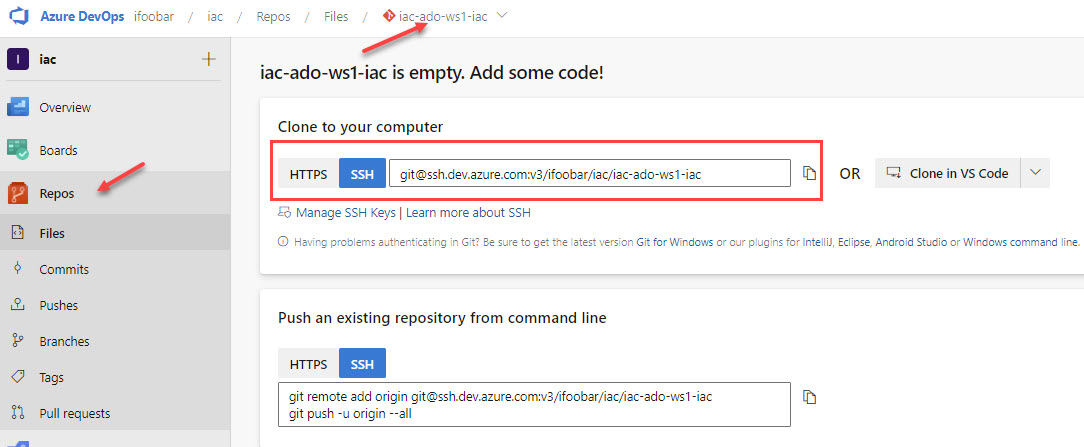 Azure DevOps ifoobar / iac / Repos / Files / iac-ado-ws1-iac
I iac +
iac-ado-ws1-iac is empty. Add some code!
Overview
Boards
Repos
Files
Commits
Pushes
Branches
Tags
Pull requests
Clone to your computer
HTTPS SSH git@ssh.dev.azure.com:v3/ifoobar/iac/iac-ado-ws1-iac OR Clone in VS Code
Manage SSH Keys | Learn more about SSH
Having problems authenticating in Git? Be sure to get the latest version Git for Windows or our plugins for IntelliJ, Eclipse, Android Studio or Windows command line.
Push an existing repository from command line
HTTPS SSH
git remote add origin git@ssh.dev.azure.com:v3/ifoobar/iac/iac-ado-ws1-iac
git push -u origin --all